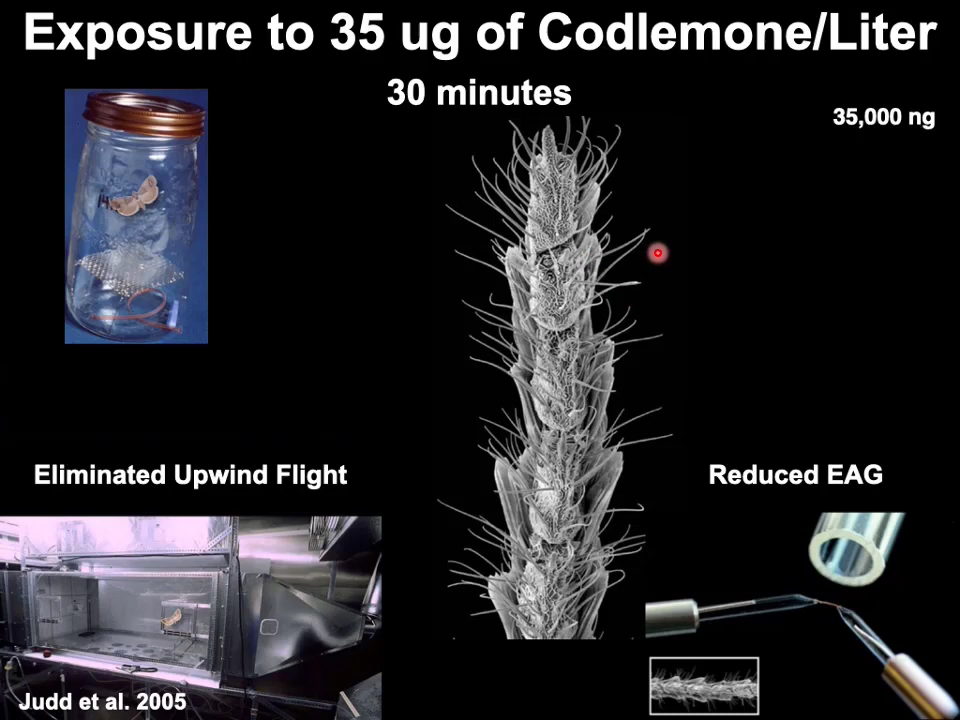 Exposure to 35 ug of Codlemone/Liter
30 minutes
35,000 ng
Eliminated Upwind Flight
Reduced EAG
Judd et al. 2005